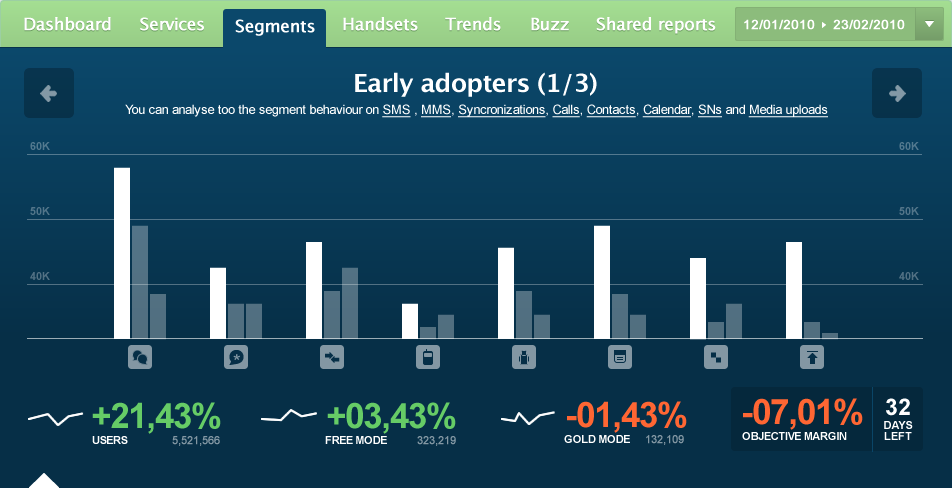 Dashboard Services Segments Handsets Trends Buzz Shared reports 12/01/2010 23/02/2010
Early adopters (1/3)
You can analyse too the segment behaviour on SMS , MMS, Syncronizations, Calls, Contacts, Calendar, SNs and Media uploads
60K 60K
50K 50K
40K 40K
+21,43% +03,43% -01,43% -07,01% 32
USERS 5,521,566 FREE MODE 323,219 GOLD MODE 132,109 OBJECTIVE MARGIN DAYS
LEFT